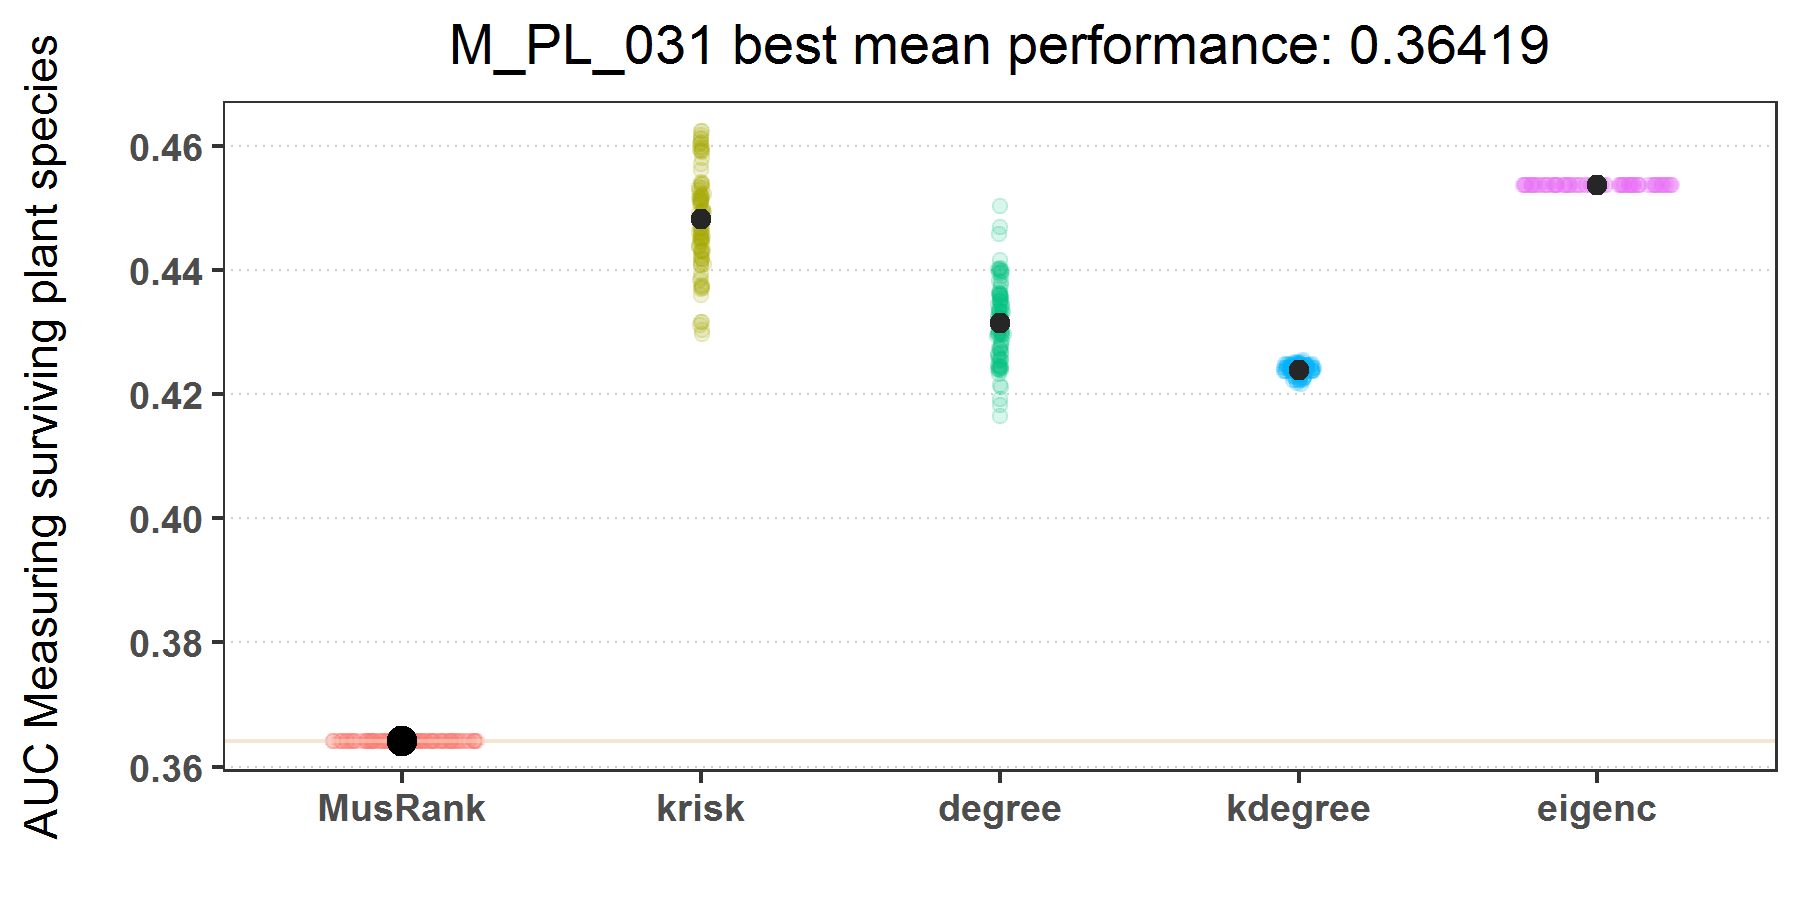 M_PL_031 best mean performance: 0.36419
AUC Measuring surviving plant species
0.46
0.44
0.42
0.40
0.38
0.36
MusRank krisk degree kdegree eigenc